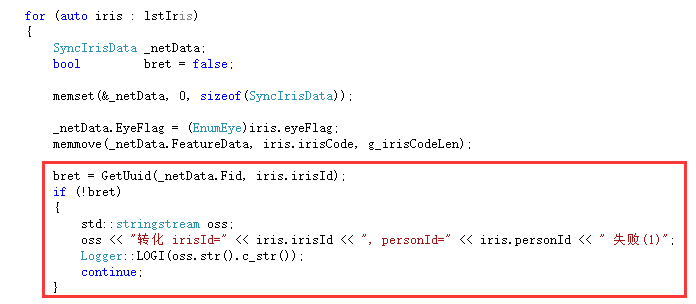 for (auto iris : lstIris)
{
SyncIrisData _netData;
bool bret = false;
memset(&_netData, 0, sizeof(SyncIrisData));
_netData.EyeFlag = (EnumEye)iris.eyeFlag;
memmove(_netData.FeatureData, iris.irisCode, g_irisCodeLen);
bret = GetUuid(_netData.Fid, iris.irisId);
if (!bret)
{
std::stringstream oss;
oss << "转化 irisId=" << iris.irisId << ", personId=" << iris.personId << " 失败(1)";
Logger::LOGI(oss.str().c_str());
continue;
}